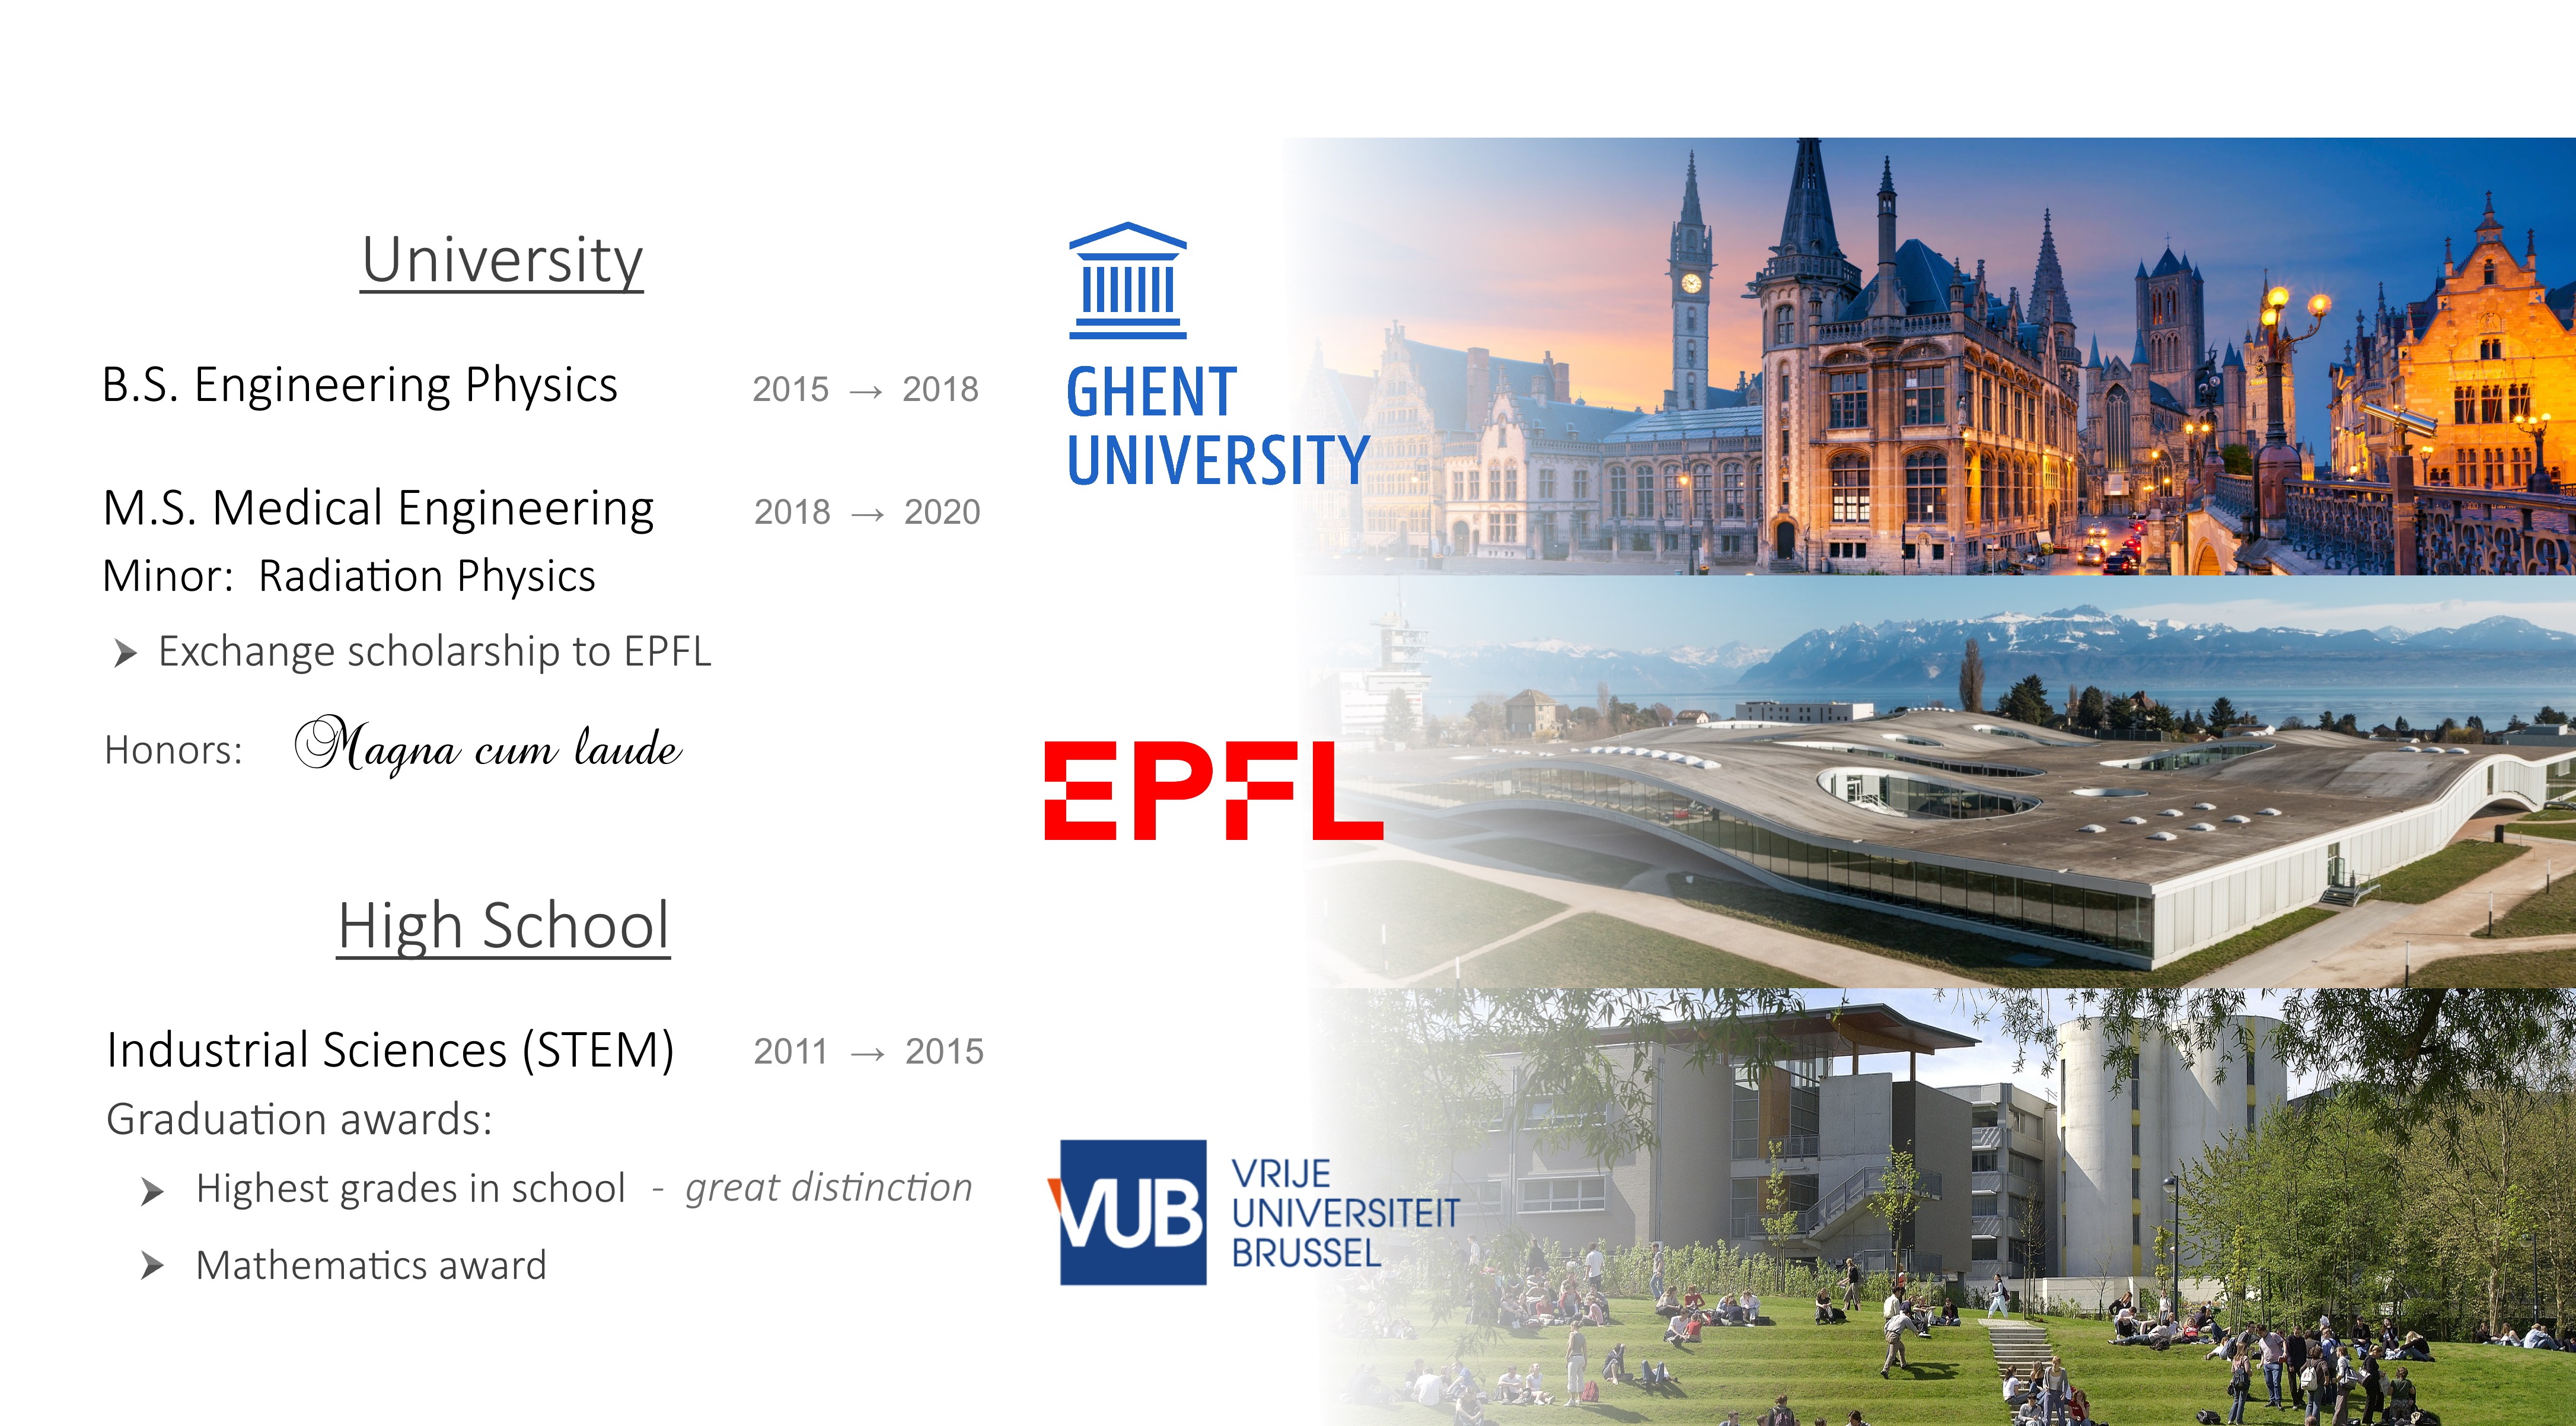 University
B.S. Engineering Physics 2015 → 2018
M.S. Medical Engineering 2018 → 2020
Minor: Radiation Physics
➤ Exchange scholarship to EPFL
Honors: Magna cum laude
High School
Industrial Sciences (STEM) 2011 → 2015
Graduation awards:
➤ Highest grades in school - great distinction
➤ Mathematics award
GHENT
UNIVERSITY
EPFL
VUB
VRIJE
UNIVERSITEIT
BRUSSEL